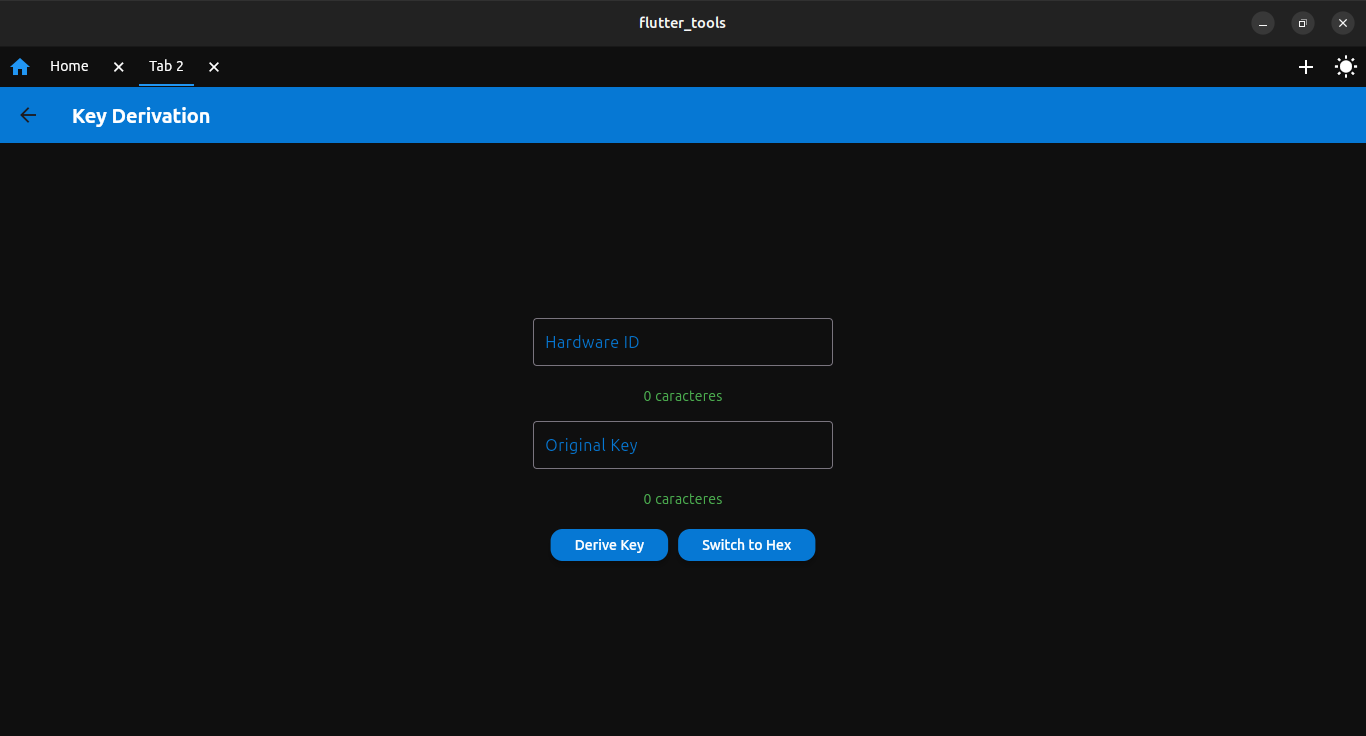 flutter_tools
Home Tab 2
Key Derivation
Hardware ID
0 caracteres
Original Key
0 caracteres
Derive Key Switch to Hex